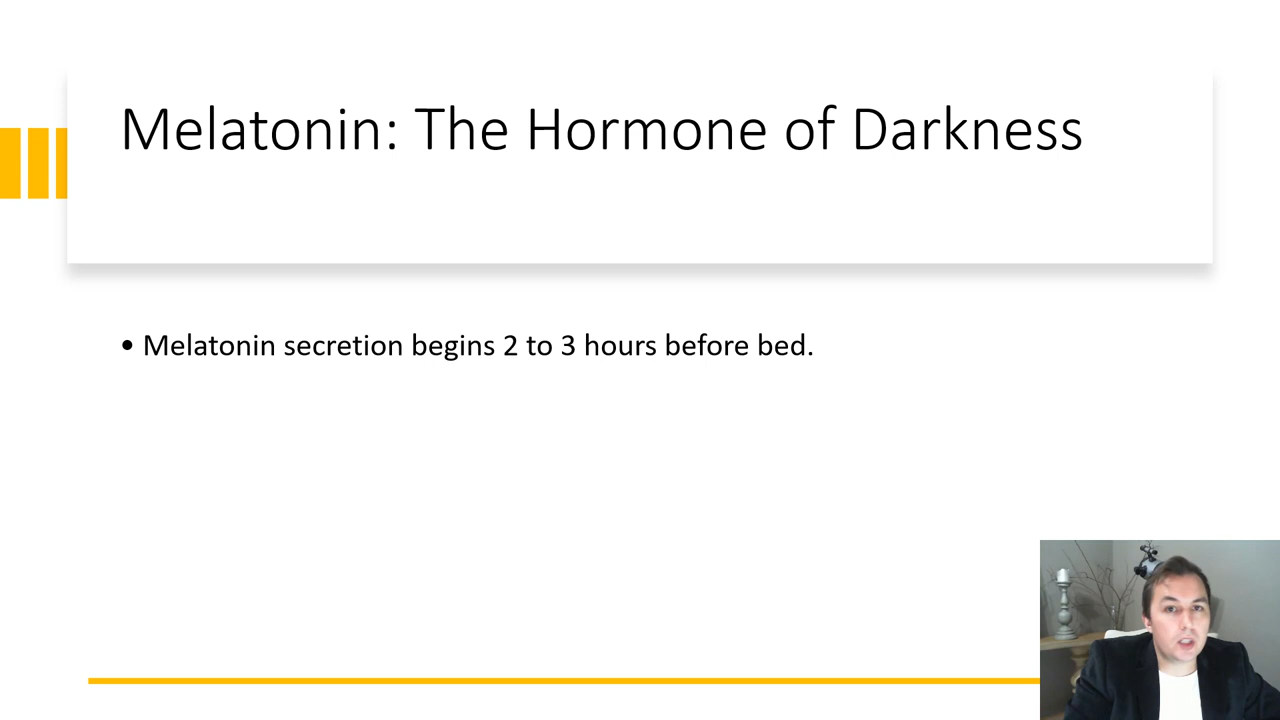 Melatonin: The Hormone of Darkness
• Melatonin secretion begins 2 to 3 hours before bed.